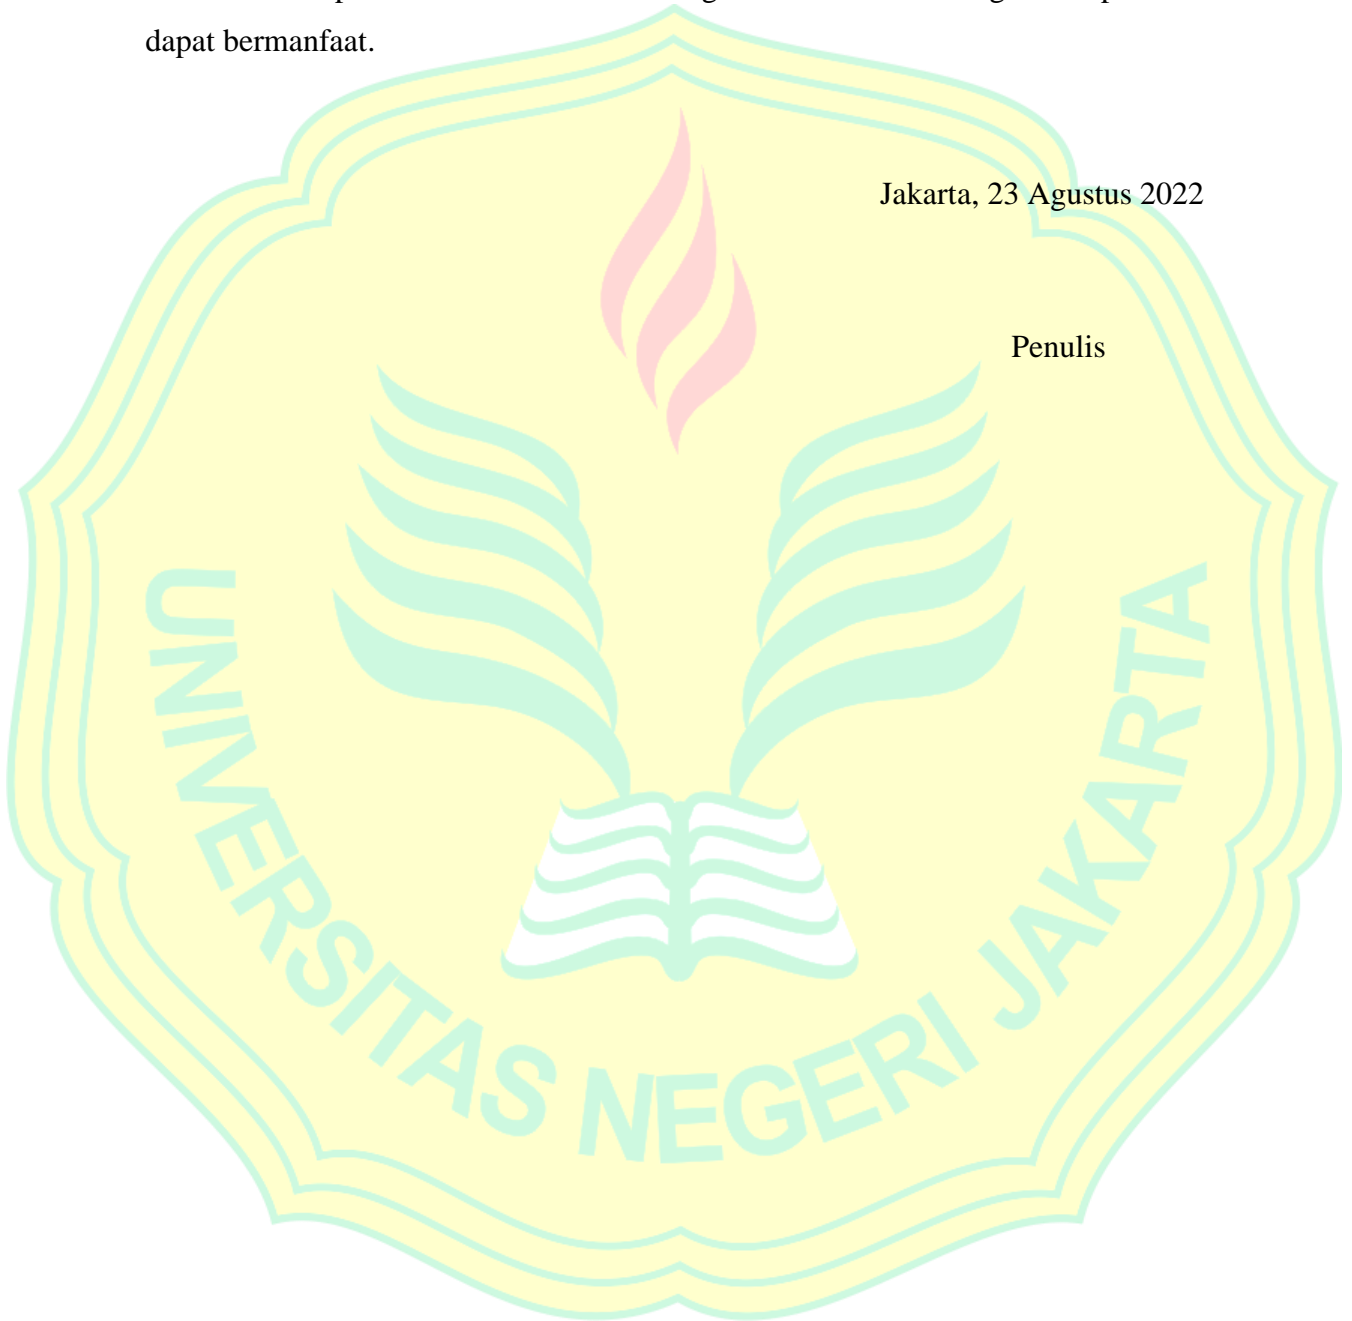 dapat bermanfaat.
Jakarta, 23 Agustus 2022
Penulis
UNIVERSITAS NEGERI JAKARTA